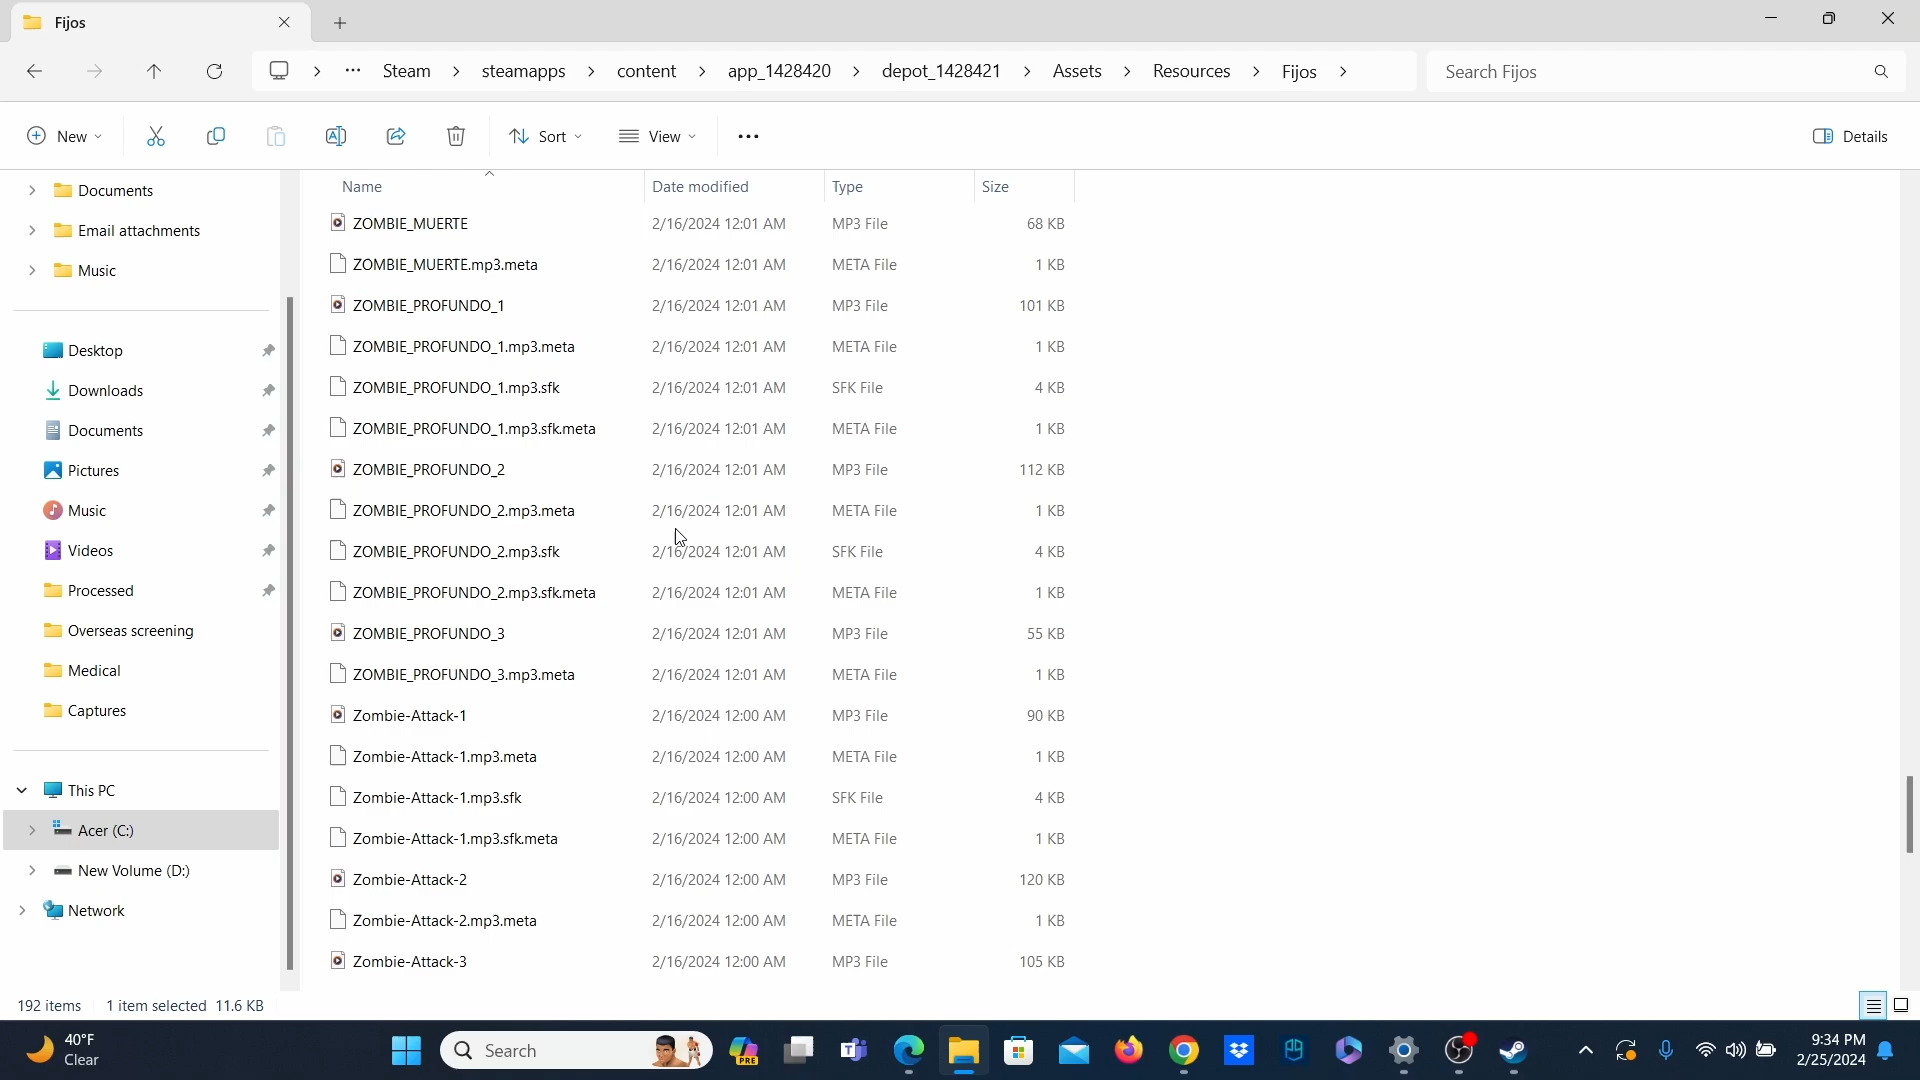 Fijos
Steam > steamapps > content > app_1428420 > depot_1428421 > Assets > Resources > Fijos >
Search Fijos
New
Sort
View
Details
Name Date modified Type Size
ZOMBIE_MUERTE 2/16/2024 12:01 AM MP3 File 68 KB
ZOMBIE_MUERTE.mp3.meta 2/16/2024 12:01 AM META File 1 KB
ZOMBIE_PROFUNDO_1 2/16/2024 12:01 AM MP3 File 101 KB
ZOMBIE_PROFUNDO_1.mp3.meta 2/16/2024 12:01 AM META File 1 KB
ZOMBIE_PROFUNDO_1.mp3.sfk 2/16/2024 12:01 AM SFK File 4 KB
ZOMBIE_PROFUNDO_1.mp3.sfk.meta 2/16/2024 12:01 AM META File 1 KB
ZOMBIE_PROFUNDO_2 2/16/2024 12:01 AM MP3 File 112 KB
ZOMBIE_PROFUNDO_2.mp3.meta 2/16/2024 12:01 AM META File 1 KB
ZOMBIE_PROFUNDO_2.mp3.sfk 2/16/2024 12:01 AM SFK File 4 KB
ZOMBIE_PROFUNDO_2.mp3.sfk.meta 2/16/2024 12:01 AM META File 1 KB
ZOMBIE_PROFUNDO_3 2/16/2024 12:01 AM MP3 File 55 KB
ZOMBIE_PROFUNDO_3.mp3.meta 2/16/2024 12:01 AM META File 1 KB
Zombie-Attack-1 2/16/2024 12:00 AM MP3 File 90 KB
Zombie-Attack-1.mp3.meta 2/16/2024 12:00 AM META File 1 KB
Zombie-Attack-1.mp3.sfk 2/16/2024 12:00 AM SFK File 4 KB
Zombie-Attack-1.mp3.sfk.meta 2/16/2024 12:00 AM META File 1 KB
Zombie-Attack-2 2/16/2024 12:00 AM MP3 File 120 KB
Zombie-Attack-2.mp3.meta 2/16/2024 12:00 AM META File 1 KB
Zombie-Attack-3 2/16/2024 12:00 AM MP3 File 105 KB
Documents
Email attachments
Music
Desktop
Downloads
Documents
Pictures
Music
Videos
Processed
Overseas screening
Medical
Captures
This PC
Acer (C:)
New Volume (D:)
Network
192 items 1 item selected 11.6 KB
40°F
Clear
Search
PRE
9:34 PM
2/25/2024